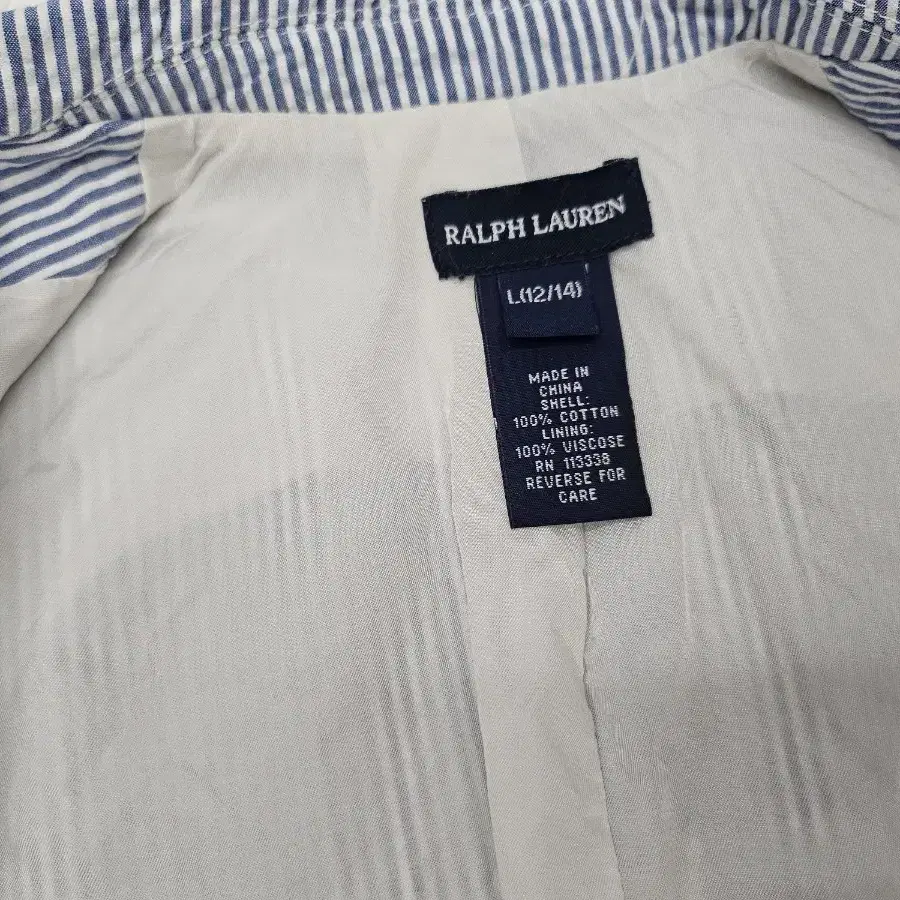 RALPH LAUREN
L(12/14)
MADE IN
CHINA
SHELL:
100% COTTON
LINING:
100% VISCOSE
RN 113338
REVERSE FOR
CARE